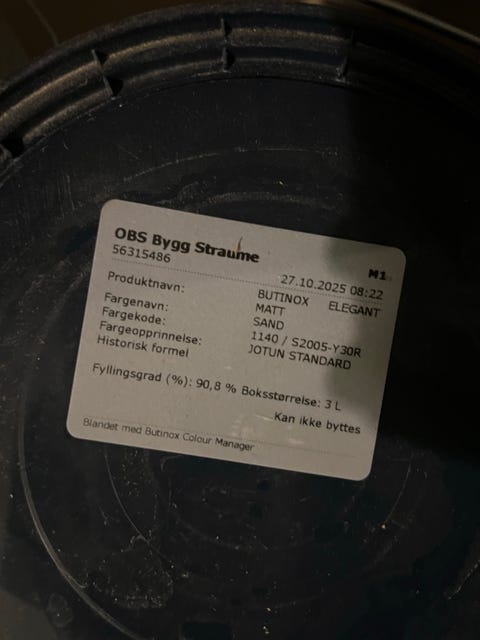 OBS Bygg Straume M1
56315486 27.10.2025 08:22
Produktnavn: BUTINOX ELEGANT
MATT
Fargenavn: SAND
Fargekode: 1140 / S2005-Y30R
Fargeopprinnelse: JOTUN STANDARD
Historisk formel
Fyllingsgrad (%): 90,8 % Boksstørrelse: 3 L
Kan ikke byttes
Blandet med Butinox Colour Manager